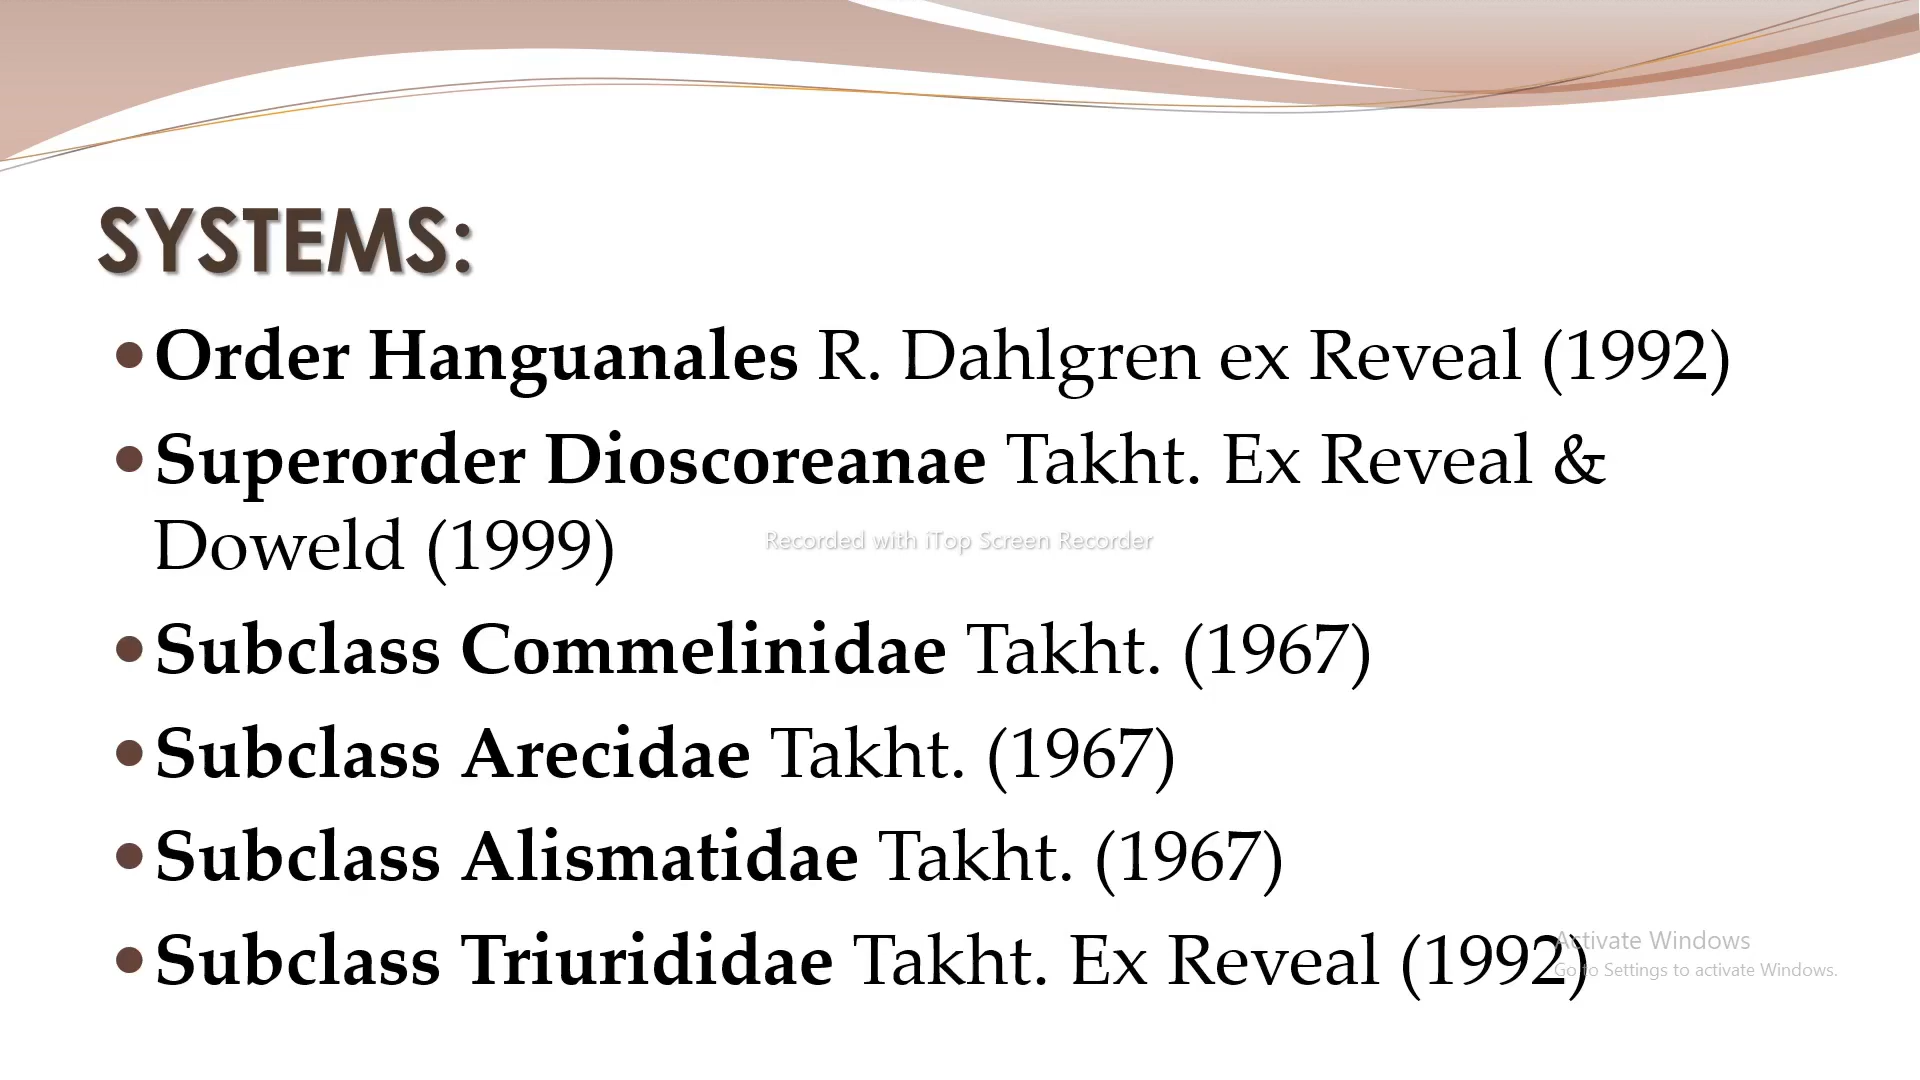 SYSTEMS:
•Order Hanguanales R. Dahlgren ex Reveal (1992)
•Superorder Dioscoreanae Takht. Ex Reveal &
Doweld (1999)
Recorded with iTop Screen Recorder
•Subclass Commelinidae Takht. (1967)
•Subclass Arecidae Takht. (1967)
•Subclass Alismatidae Takht. (1967)
•Subclass Triurididae Takht. Ex Reveal (1992)
Activate Windows
Go to Settings to activate Windows.